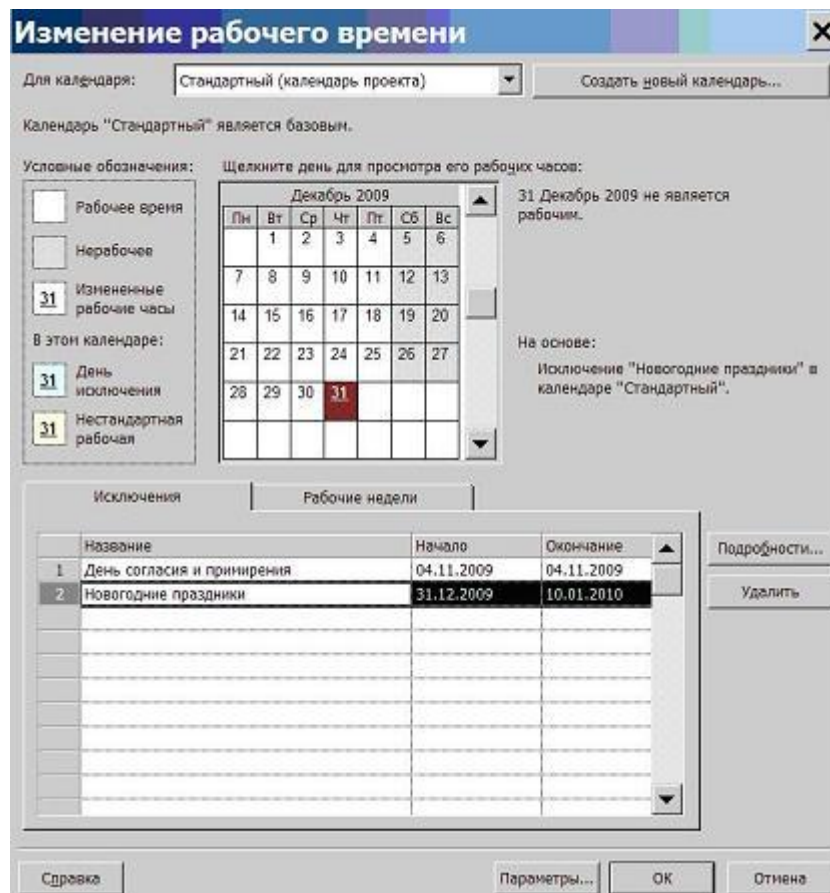 Изменение рабочего времени
Для календаря: Стандартный (календарь проекта) Создать новый календарь...
Календарь "Стандартный" является базовым.
Условные обозначения:
Рабочее время
Нерабочее
31 Измененные
рабочие часы
В этом календаре:
31 День
исключения
31 Нестандартная
рабочая
Щелкните день для просмотра его рабочих часов:
Декабрь 2009
Пн Вт Ср Чт Пт Сб Вс
1 2 3 4 5 6
7 8 9 10 11 12 13
14 15 16 17 18 19 20
21 22 23 24 25 26 27
28 29 30 31
31 Декабрь 2009 не является
рабочим.
На основе:
Исключение "Новогодние праздники" в
календаре "Стандартный".
Исключения Рабочие недели
Название Начало Окончание
1 День согласия и примирения 04.11.2009 04.11.2009
2 Новогодние праздники 31.12.2009 10.01.2010
Подробности...
Удалить
Справка Параметры... ОК Отмена